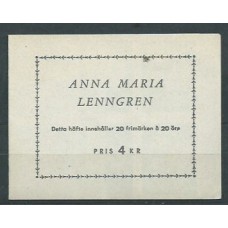 ANNA MARIA
LENNGREN
Detta häfte innehåller 20 frimärken à 20 öre
PRIS 4 KR